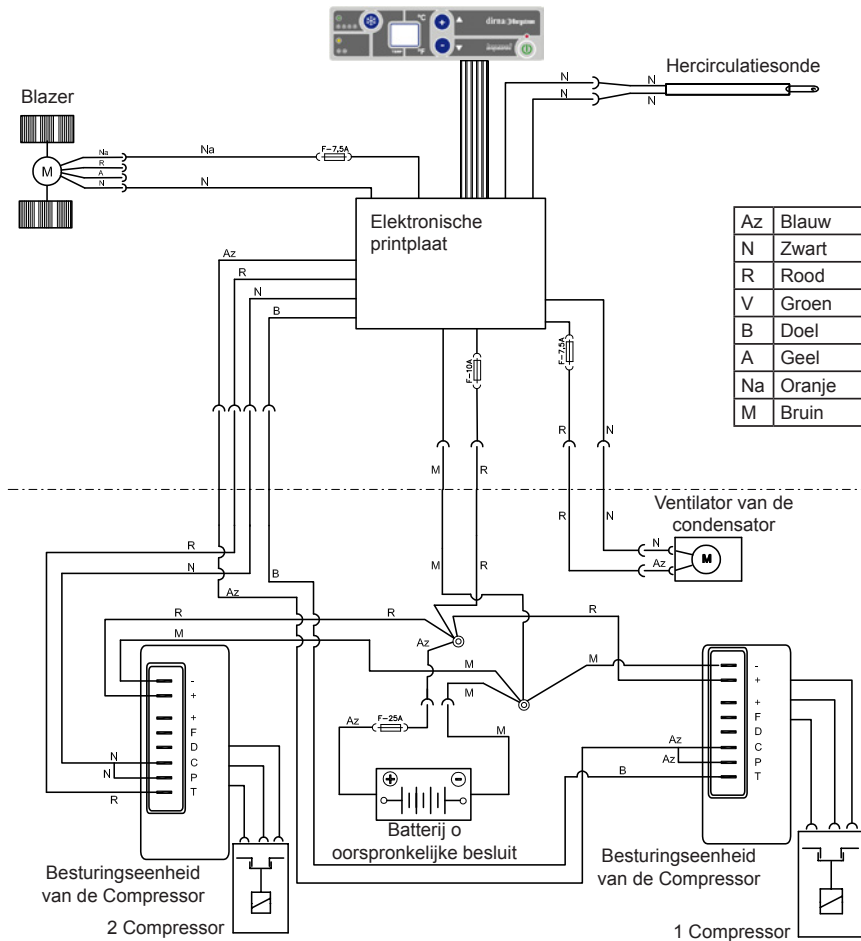 °C
°F
+
-
dirna Bergstrom
Hercirculatiesonde
N
N
N
N
Blazer
M
Na
R
A
N
Na
N
F-7,5A
Elektronische
printplaat
Az
R
N
B
Az Blauw
N Zwart
R Rood
V Groen
B Doel
A Geel
Na Oranje
M Bruin
F-10A
F-7,5A
R
N
M
R
Ventilator van de
condensator
R
N
N
Az
M
R
N
B
Az
M
R
R
M
R
R
Az
M
M
M
Az
F-25A
M
-
+
+
F
D
C
P
T
N
N
R
-
+
+
F
D
C
P
T
Az
Az
B
+
-
Batterij o
oorspronkelijke besluit
Besturingseenheid
van de Compressor
2 Compressor
Besturingseenheid
van de Compressor
1 Compressor